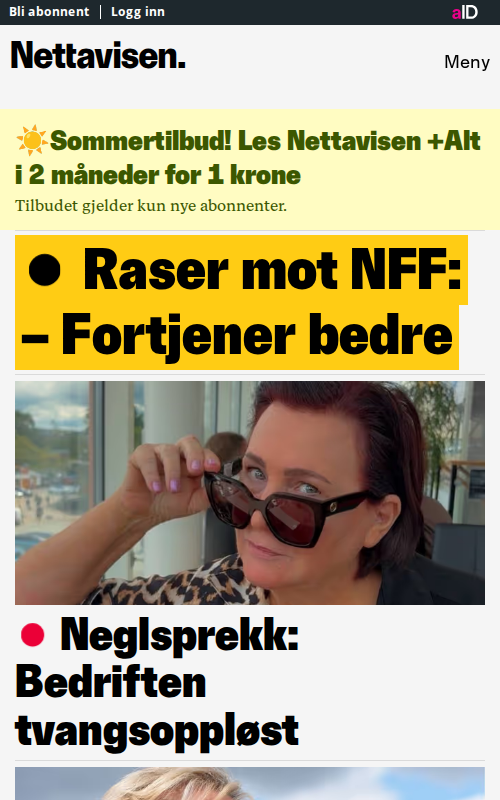 Bli abonnent | Logg inn
aID
Nettavisen.
Meny
☀️Sommertilbud! Les Nettavisen +Alt
i 2 måneder for 1 krone
Tilbudet gjelder kun nye abonnenter.
● Raser mot NFF:
– Fortjener bedre
● Neglsprekk:
Bedriften
tvangsoppløst